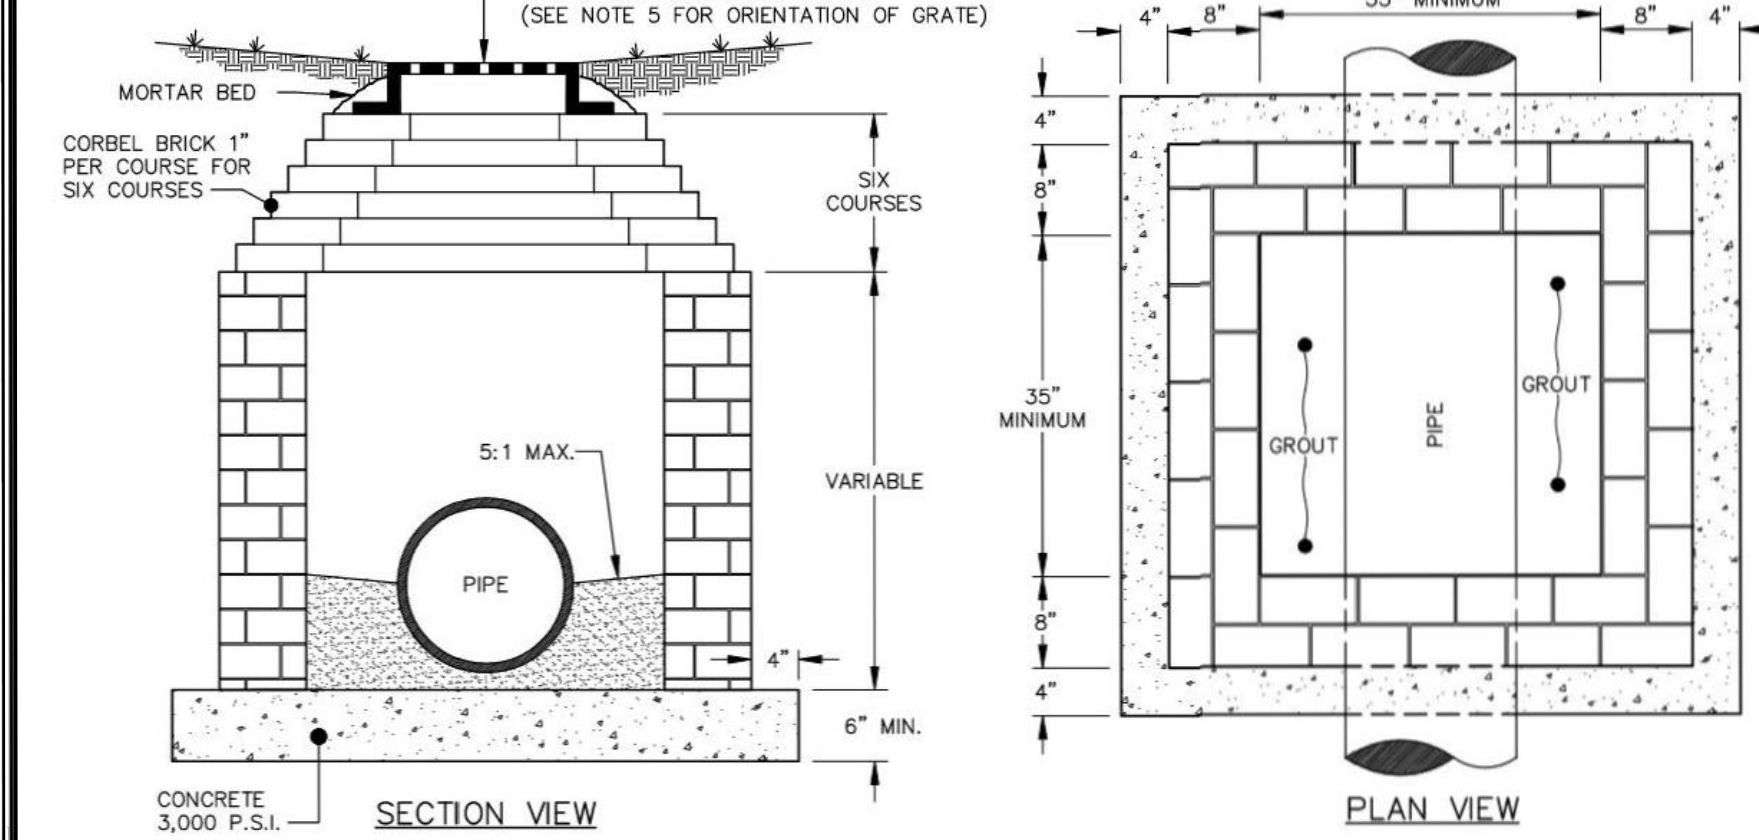 (SEE NOTE 5 FOR ORIENTATION OF GRATE)
MORTAR BED
CORBEL BRICK 1"
PER COURSE FOR
SIX COURSES
SIX
COURSES
5:1 MAX.
VARIABLE
PIPE
4"
6" MIN.
CONCRETE
3,000 P.S.I.
SECTION VIEW
4"
8"
35" MINIMUM
8"
4"
4"
8"
35"
MINIMUM
8"
4"
GROUT
PIPE
GROUT
PLAN VIEW